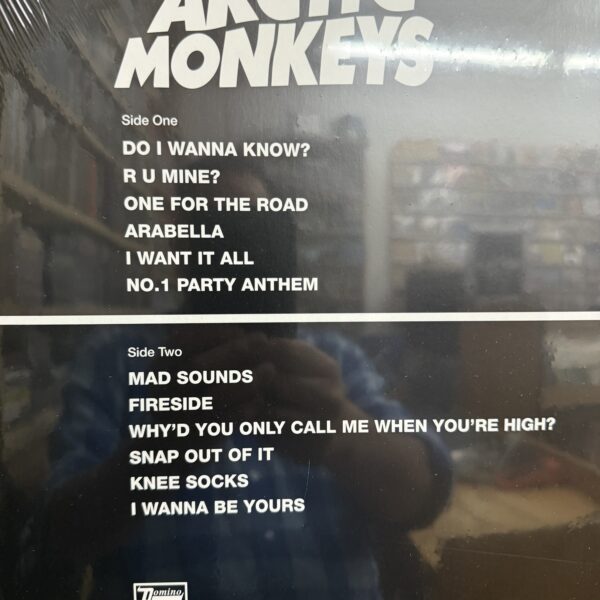 ARCTIC
MONKEYS
Side One
DO I WANNA KNOW?
R U MINE?
ONE FOR THE ROAD
ARABELLA
I WANT IT ALL
NO.1 PARTY ANTHEM
Side Two
MAD SOUNDS
FIRESIDE
WHY'D YOU ONLY CALL ME WHEN YOU'RE HIGH?
SNAP OUT OF IT
KNEE SOCKS
I WANNA BE YOURS
Domino